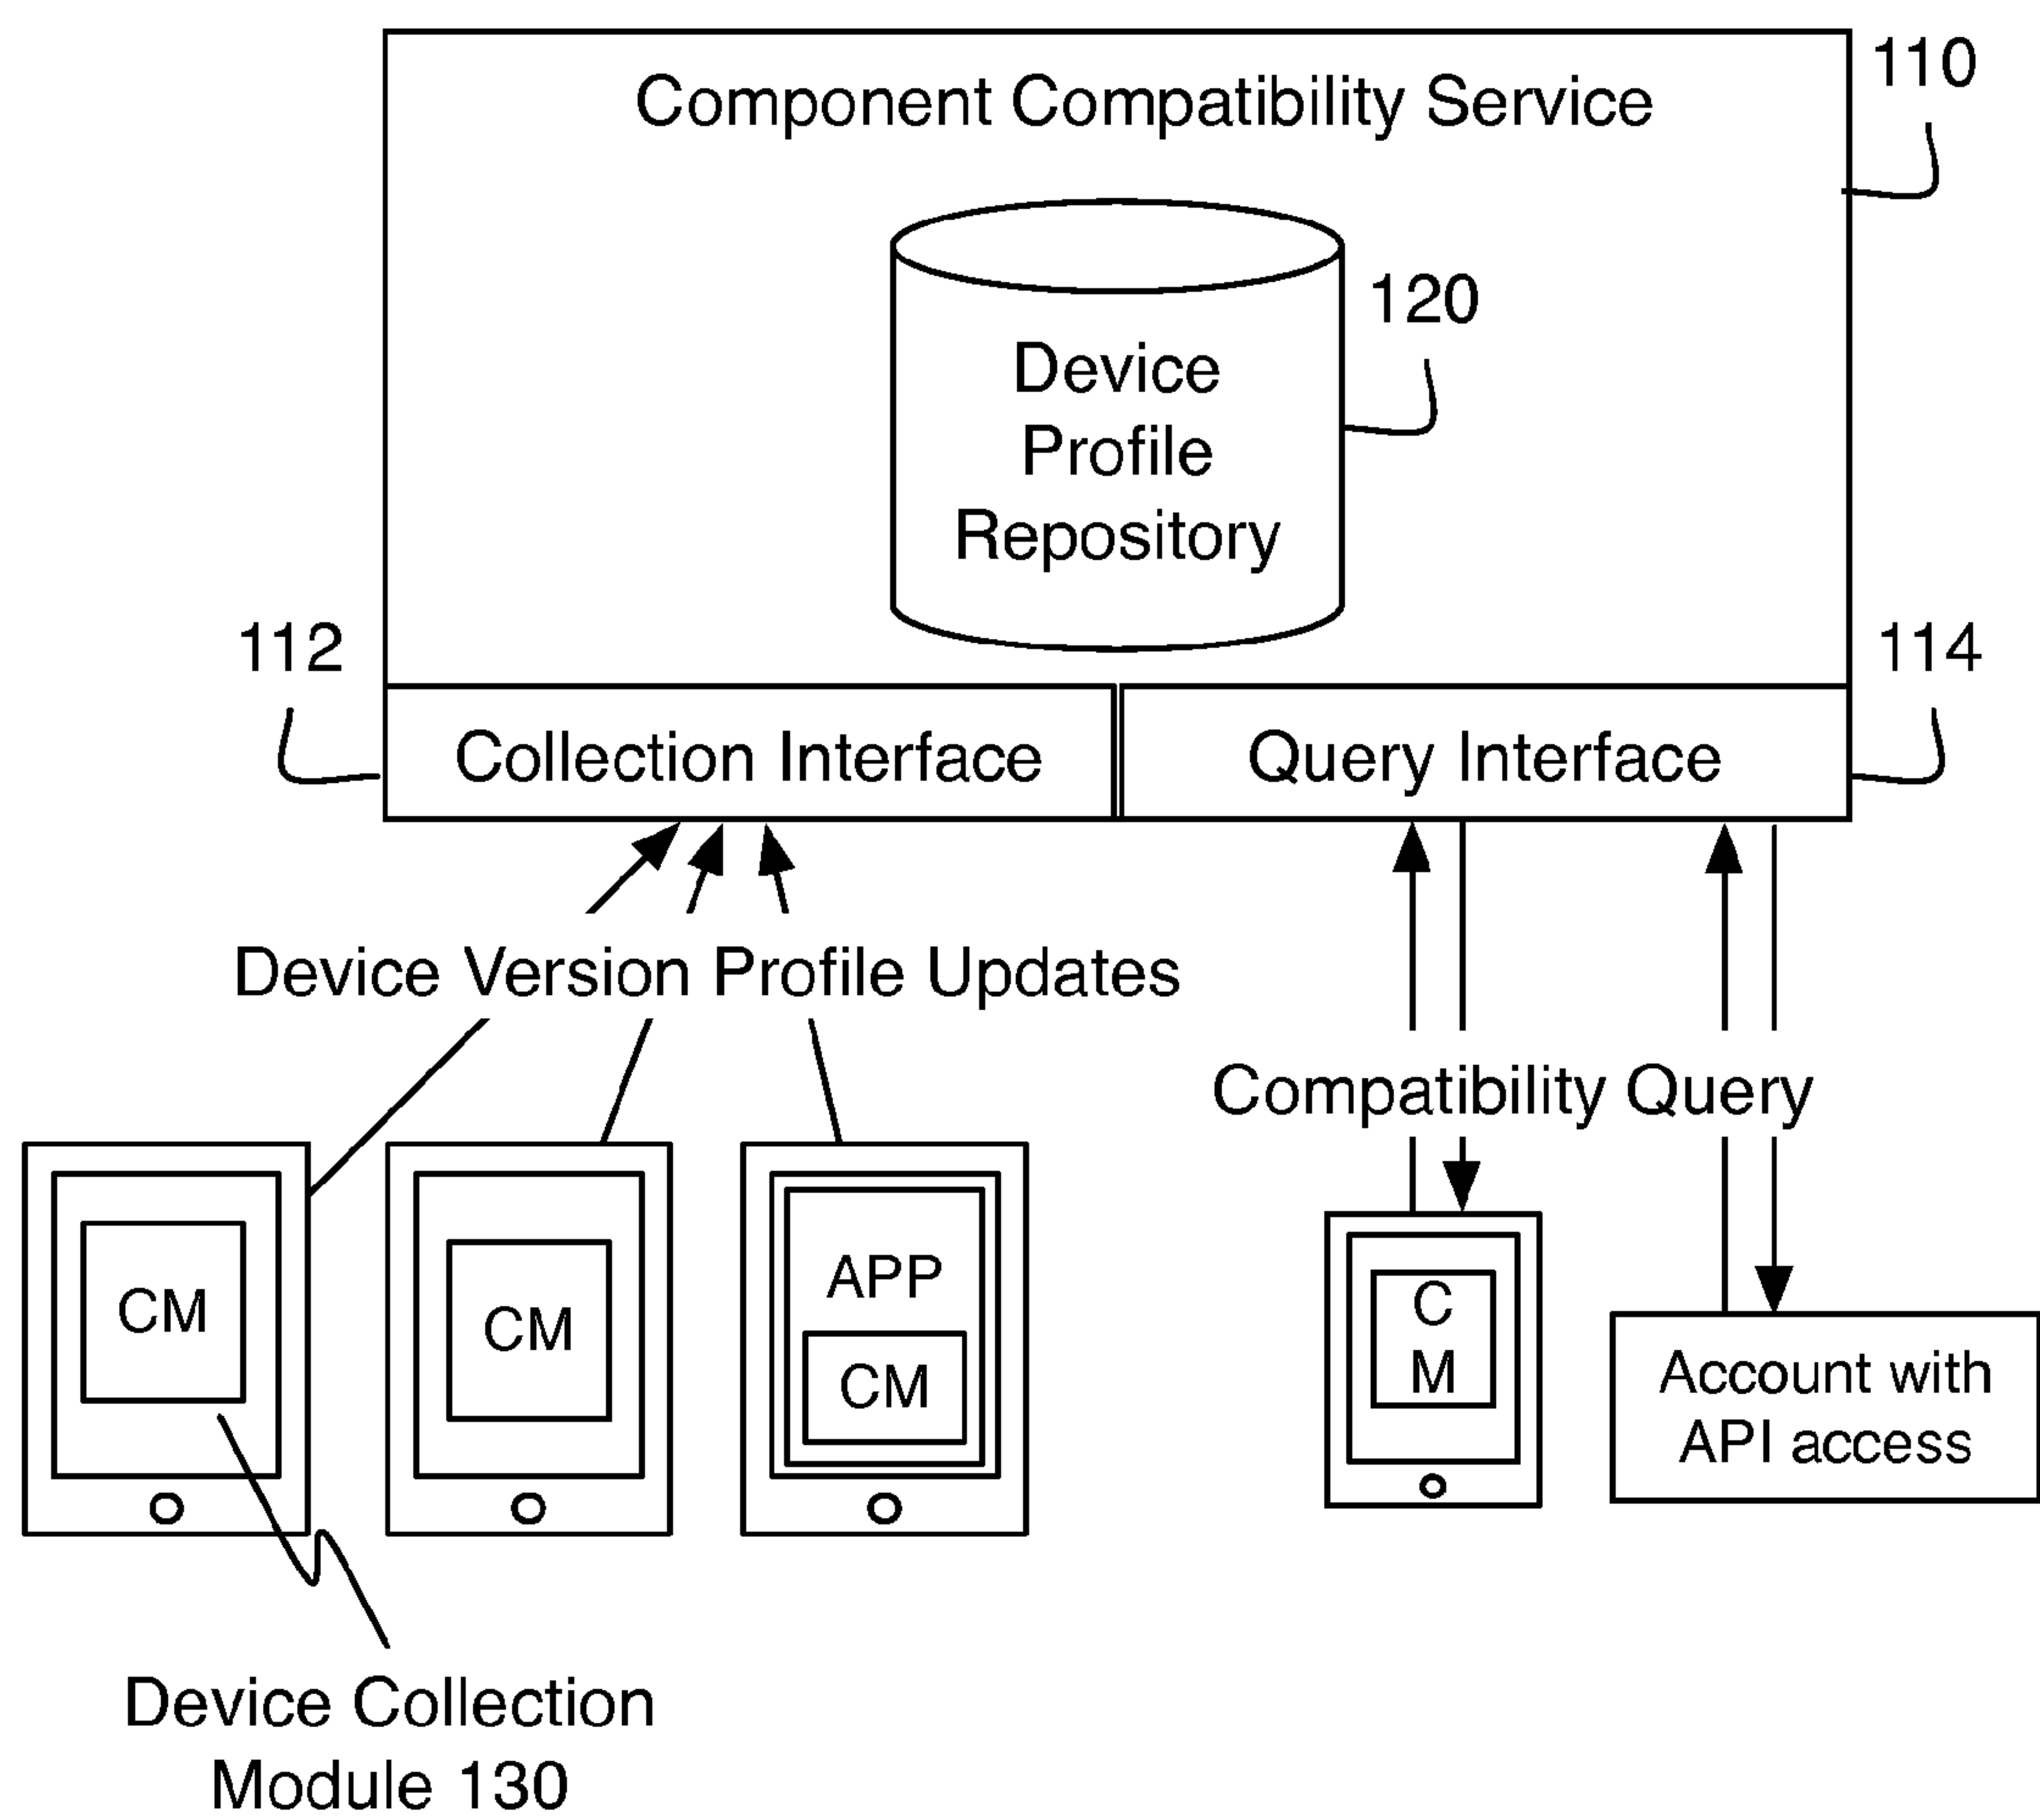 Component Compatibility Service
110
Device
Profile
Repository
120
112
114
Collection Interface
Query Interface
Device Version Profile Updates
Compatibility Query
CM
CM
APP
CM
C
M
Account with
API access
Device Collection
Module 130